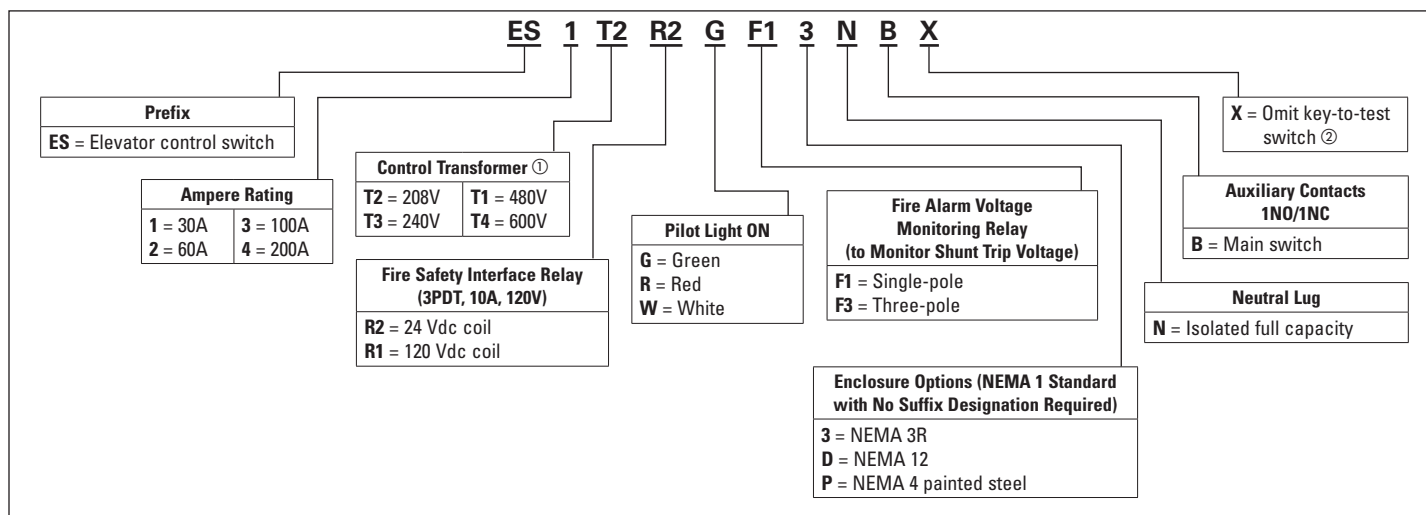 ES 1 T2 R2 G F1 3 N B X
Prefix
ES = Elevator control switch
Ampere Rating
1 = 30A 3 = 100A
2 = 60A 4 = 200A
Control Transformer ①
T2 = 208V T1 = 480V
T3 = 240V T4 = 600V
Fire Safety Interface Relay
(3PDT, 10A, 120V)
R2 = 24 Vdc coil
R1 = 120 Vdc coil
Pilot Light ON
G = Green
R = Red
W = White
Fire Alarm Voltage
Monitoring Relay
(to Monitor Shunt Trip Voltage)
F1 = Single-pole
F3 = Three-pole
Enclosure Options (NEMA 1 Standard
with No Suffix Designation Required)
3 = NEMA 3R
D = NEMA 12
P = NEMA 4 painted steel
Neutral Lug
N = Isolated full capacity
Auxiliary Contacts
1NO/1NC
B = Main switch
X = Omit key-to-test
switch ②